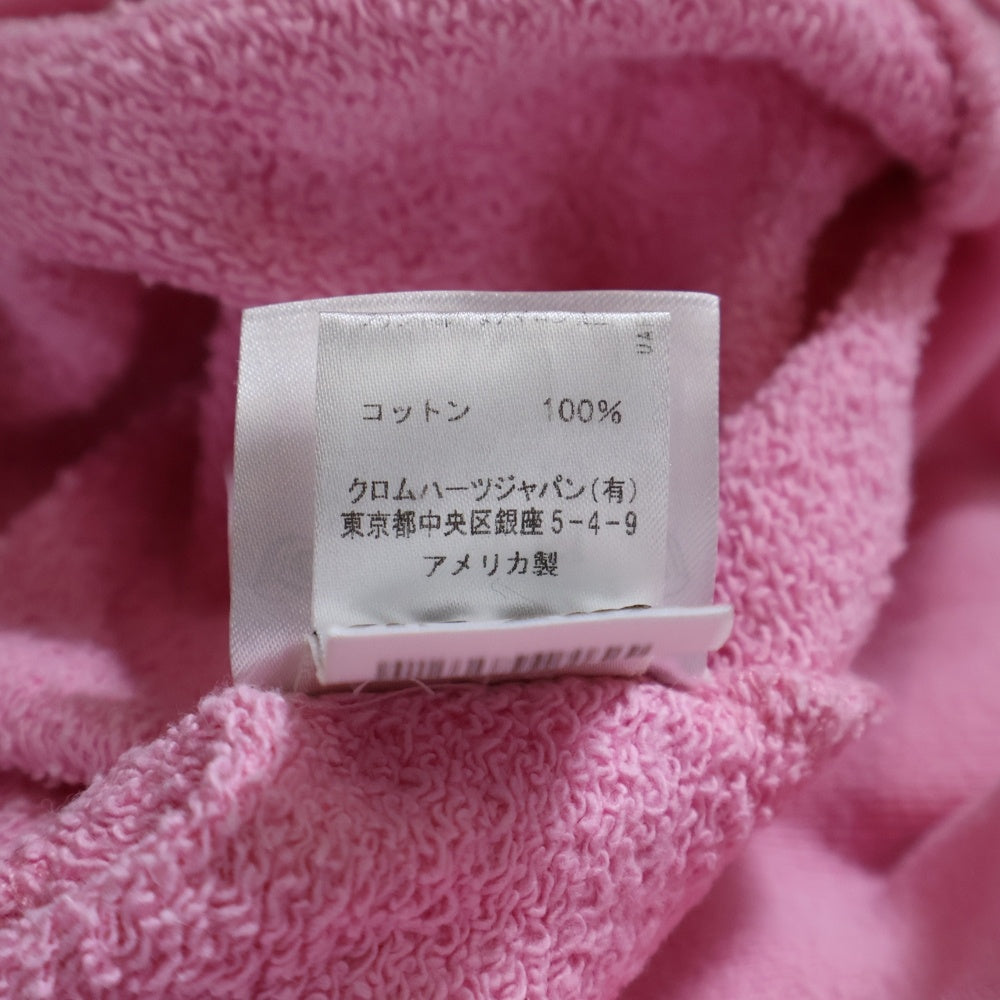 UA
コットン 100%
クロムハーツジャパン(有)
東京都中央区銀座5-4-9
アメリカ製